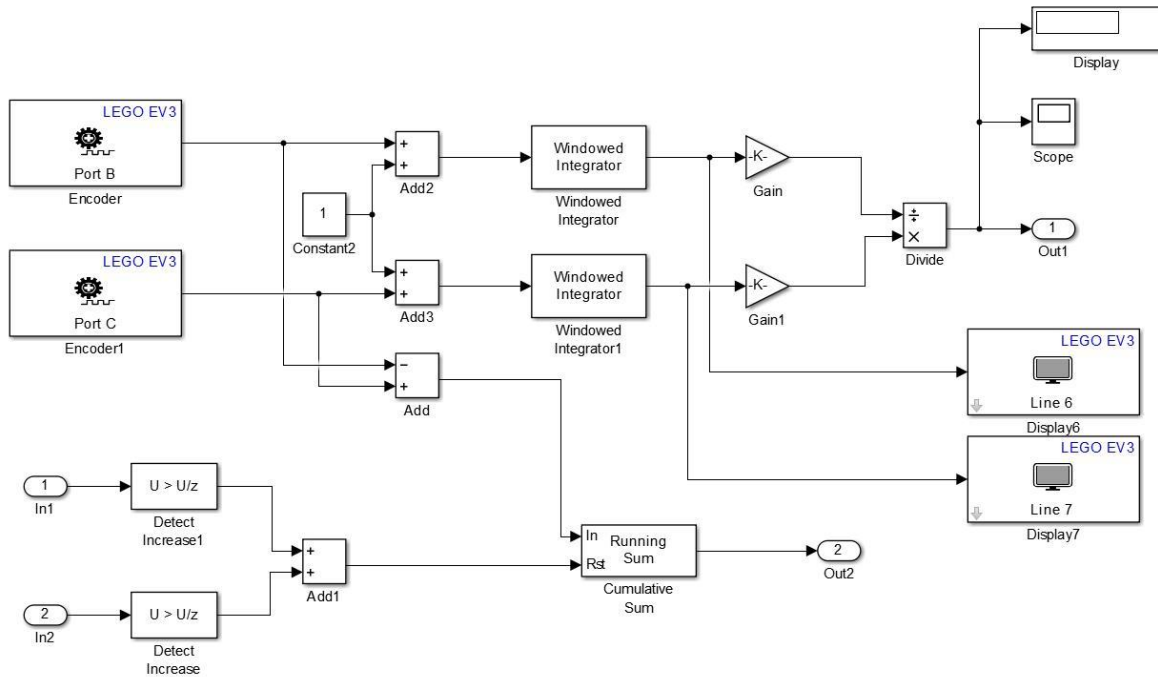 Display
LEGO EV3
Port B
Encoder
+
+
Add2
Windowed
Integrator
Windowed
Integrator
-K-
Gain
Scope
1
Constant2
÷
×
Divide
1
Out1
LEGO EV3
Port C
Encoder1
+
+
Add3
Windowed
Integrator
Windowed
Integrator1
-K-
Gain1
−
+
Add
LEGO EV3
Line 6
Display6
LEGO EV3
Line 7
Display7
1
In1
U > U/z
Detect
Increase1
+
+
Add1
In
Rst
Running
Sum
Cumulative
Sum
2
Out2
2
In2
U > U/z
Detect
Increase